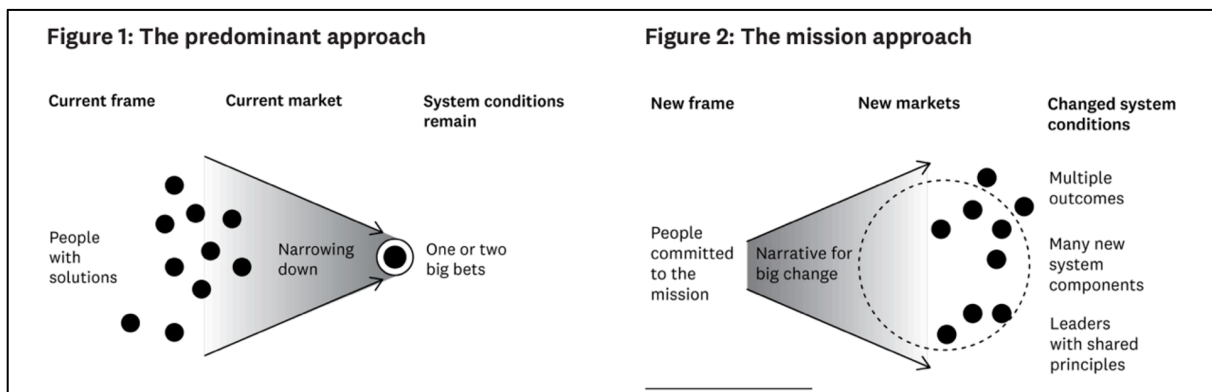 Figure 1: The predominant approach
Current frame
Current market
System conditions
remain
People
with
solutions
Narrowing
down
One or two
big bets
Figure 2: The mission approach
New frame
New markets
Changed system
conditions
People
committed
to the
mission
Narrative for
big change
Multiple
outcomes
Many new
system
components
Leaders
with shared
principles